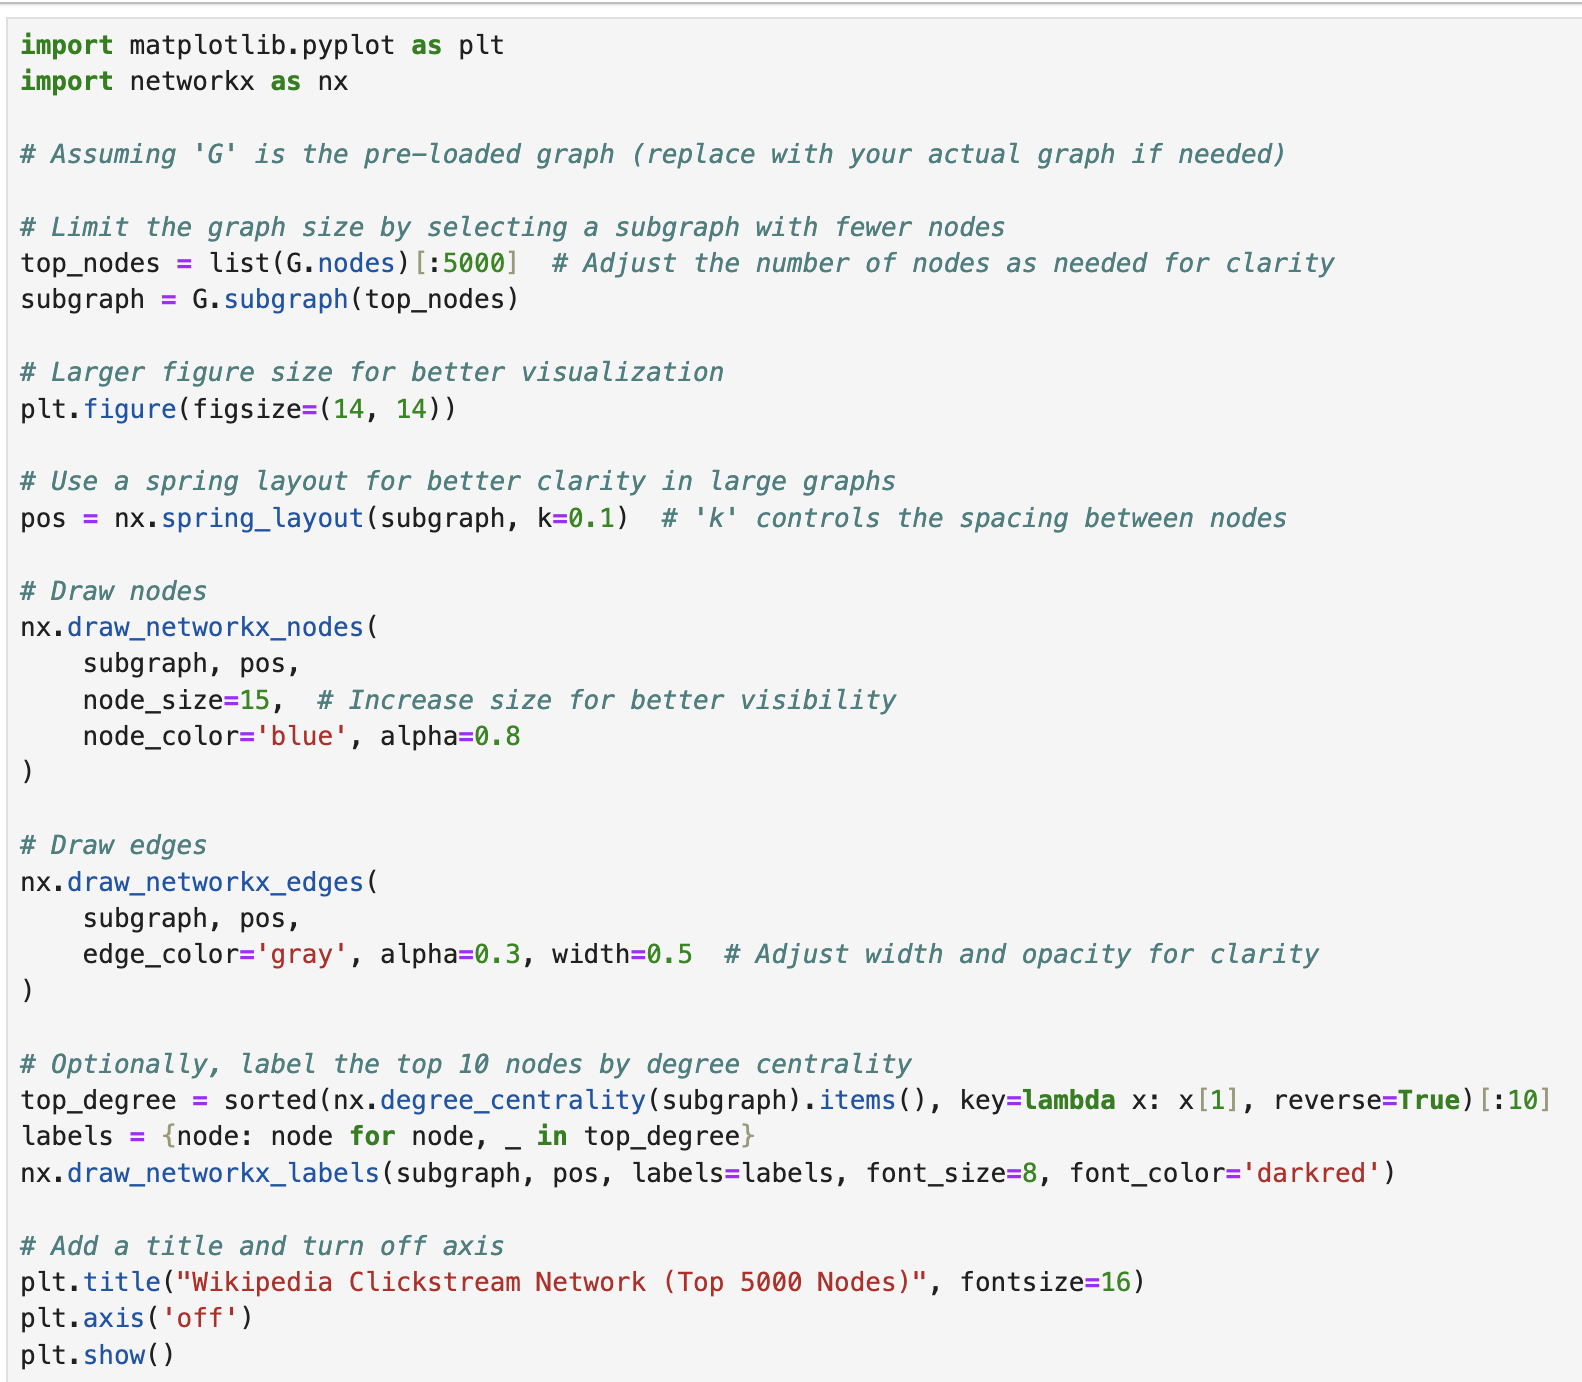 import matplotlib.pyplot as plt
import networkx as nx
# Assuming 'G' is the pre-loaded graph (replace with your actual graph if needed)
# Limit the graph size by selecting a subgraph with fewer nodes
top_nodes = list(G.nodes)[:5000]  # Adjust the number of nodes as needed for clarity
subgraph = G.subgraph(top_nodes)
# Larger figure size for better visualization
plt.figure(figsize=(14, 14))
# Use a spring layout for better clarity in large graphs
pos = nx.spring_layout(subgraph, k=0.1)  # 'k' controls the spacing between nodes
# Draw nodes
nx.draw_networkx_nodes(
    subgraph, pos,
    node_size=15,  # Increase size for better visibility
    node_color='blue', alpha=0.8
)
# Draw edges
nx.draw_networkx_edges(
    subgraph, pos,
    edge_color='gray', alpha=0.3, width=0.5  # Adjust width and opacity for clarity
)
# Optionally, label the top 10 nodes by degree centrality
top_degree = sorted(nx.degree_centrality(subgraph).items(), key=lambda x: x[1], reverse=True)[:10]
labels = {node: node for node, _ in top_degree}
nx.draw_networkx_labels(subgraph, pos, labels=labels, font_size=8, font_color='darkred')
# Add a title and turn off axis
plt.title("Wikipedia Clickstream Network (Top 5000 Nodes)", fontsize=16)
plt.axis('off')
plt.show()